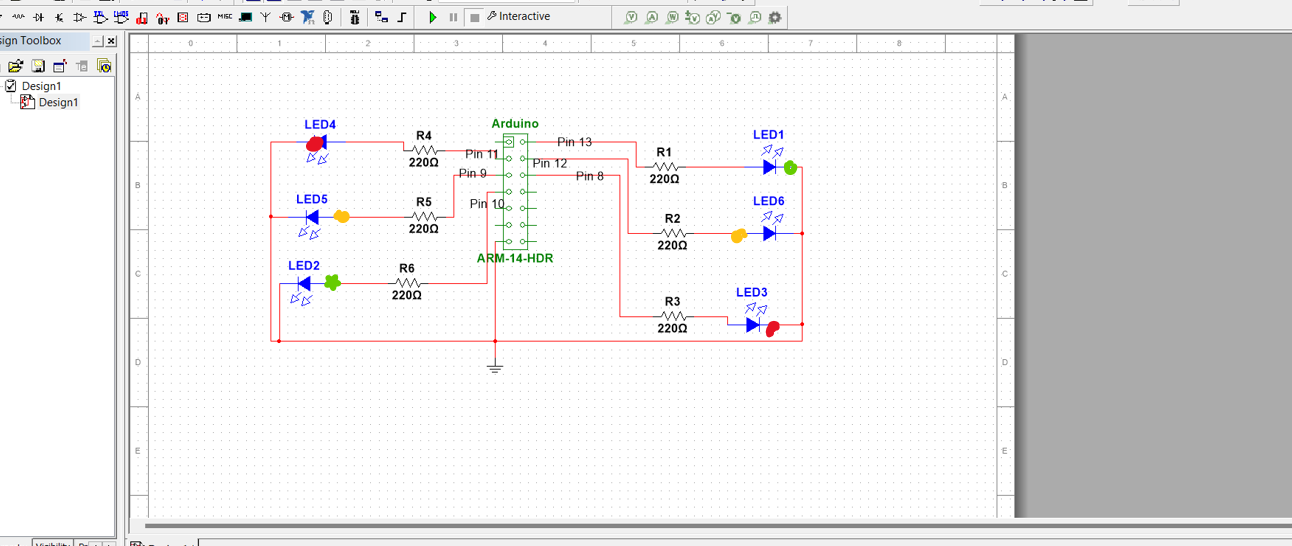 MISC
Interactive
sign Toolbox
0 1 2 3 4 5 6 7 8
Design1
Design1
A A
Arduino
LED4
R4
220Ω
Pin 11
Pin 13
LED1
R1
220Ω
Pin 12
Pin 9
Pin 8
B B
LED5
R5
220Ω
Pin 10
LED6
R2
220Ω
ARM-14-HDR
LED2
R6
220Ω
C C
LED3
R3
220Ω
D D
E E
Visibility